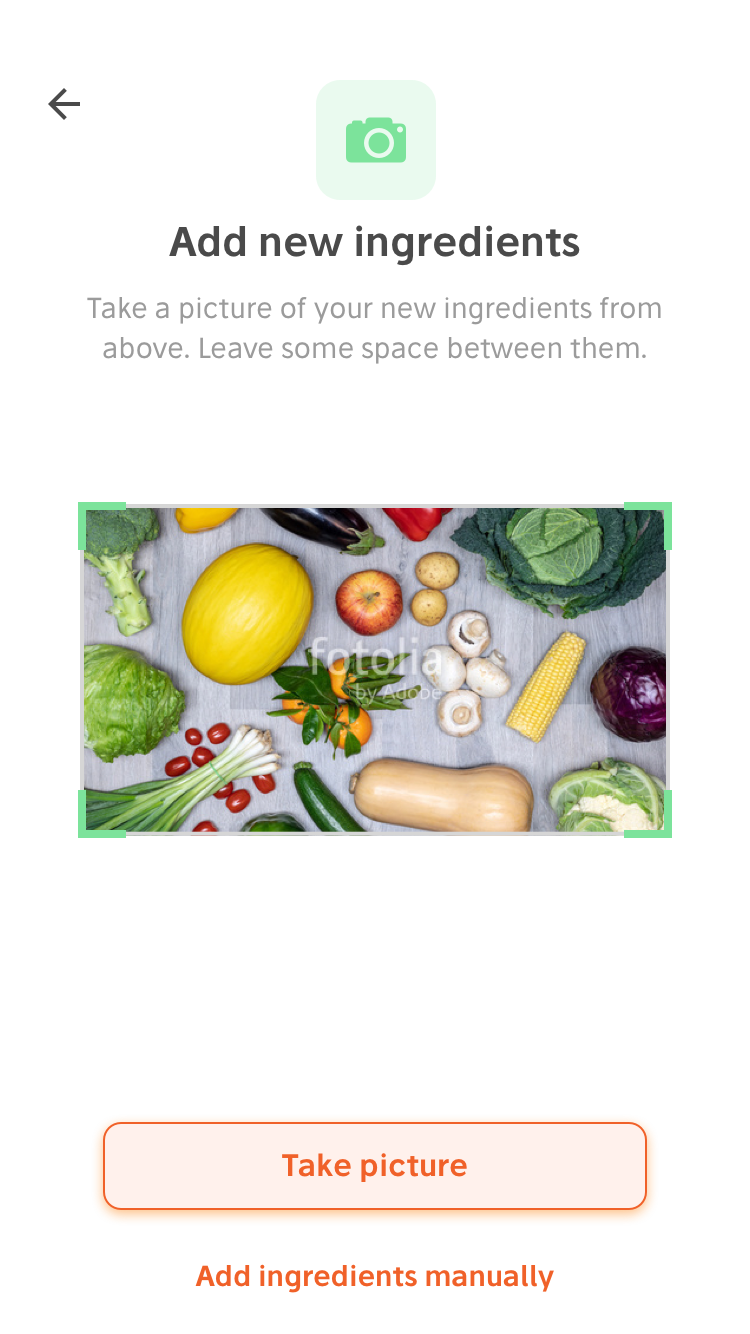 Add new ingredients
Take a picture of your new ingredients from
above. Leave some space between them.
fotolia
by Adobe
Take picture
Add ingredients manually